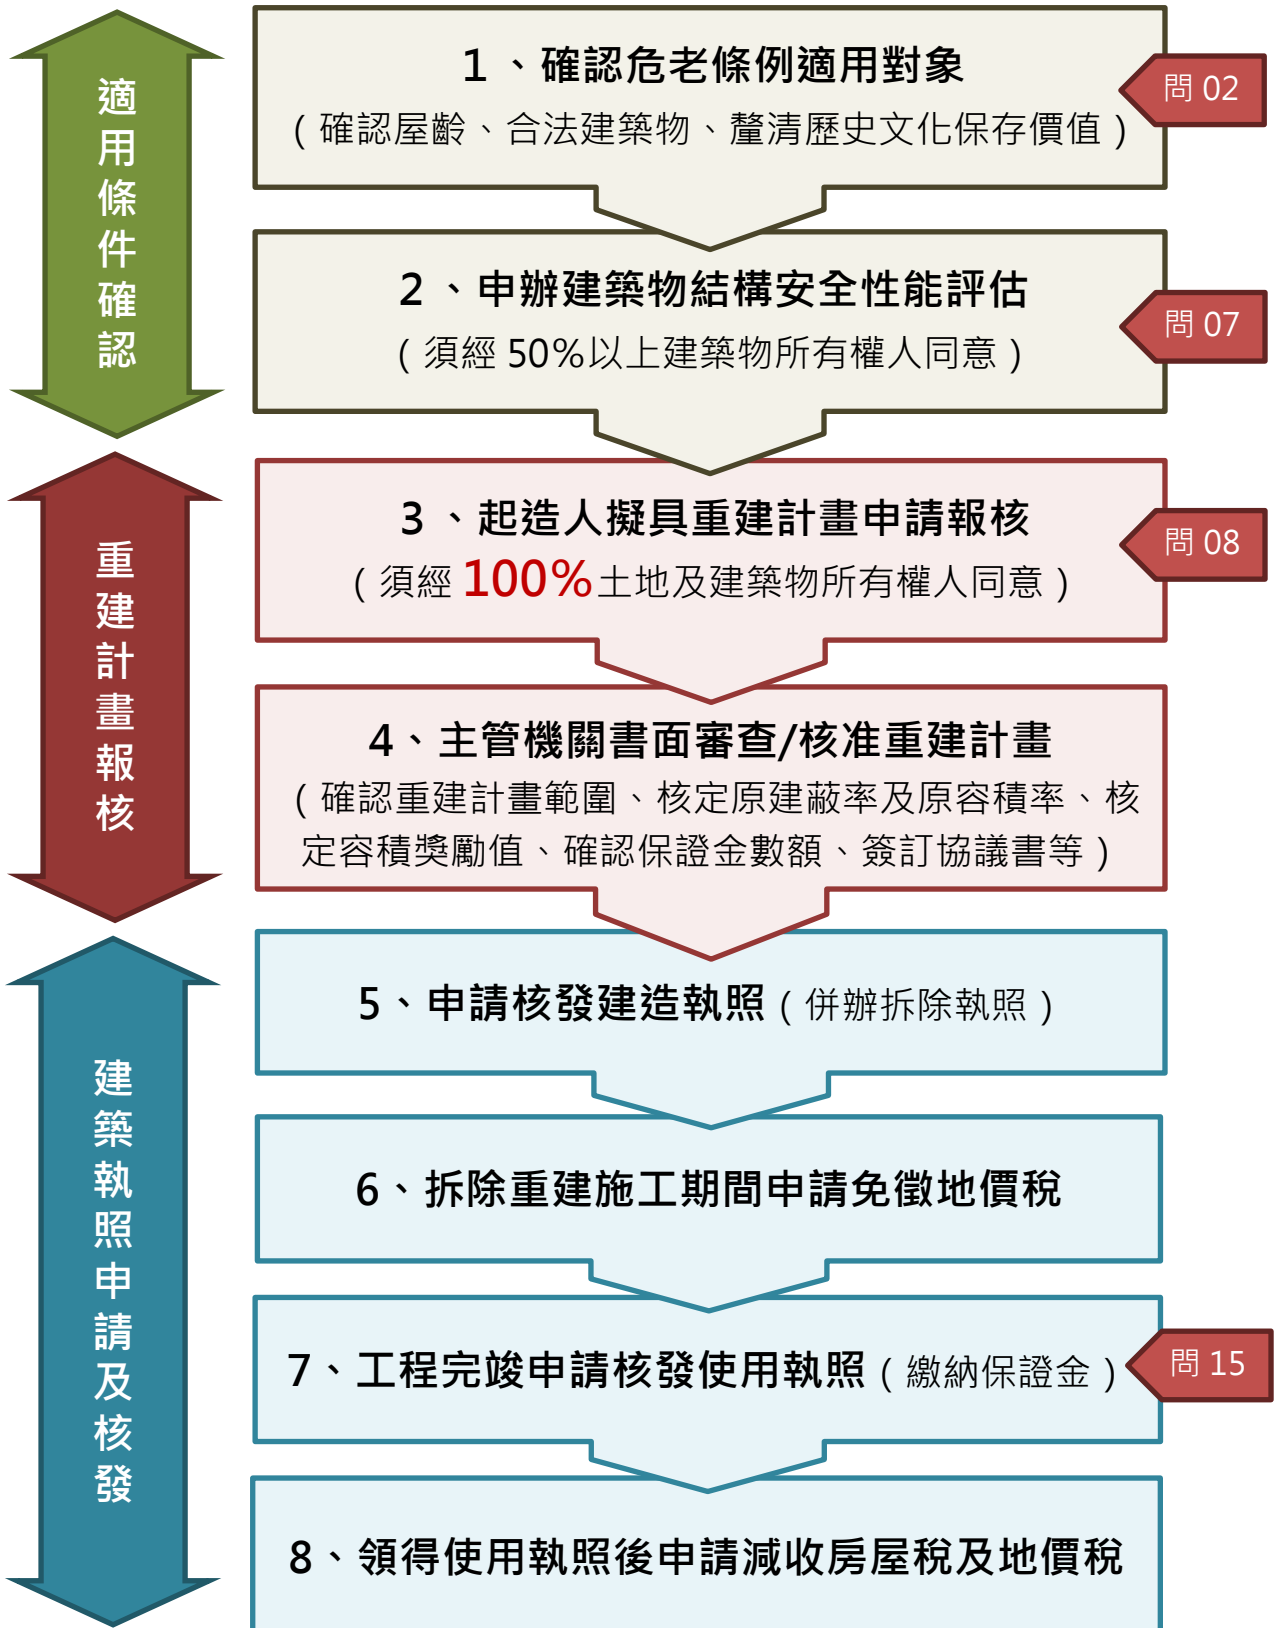 適用條件確認
1、確認危老條例適用對象
(確認屋齡、合法建築物、釐清歷史文化保存價值)
問 02
2、申辦建築物結構安全性能評估
(須經 50%以上建築物所有權人同意)
問 07
重建計畫報核
3、起造人擬具重建計畫申請報核
(須經 100%土地及建築物所有權人同意)
問 08
4、主管機關書面審查/核准重建計畫
(確認重建計畫範圍、核定原建蔽率及原容積率、核
定容積獎勵值、確認保證金數額、簽訂協議書等)
建築執照申請及核發
5、申請核發建造執照(併辦拆除執照)
6、拆除重建施工期間申請免徵地價稅
7、工程完竣申請核發使用執照(繳納保證金)
問 15
8、領得使用執照後申請減收房屋稅及地價稅